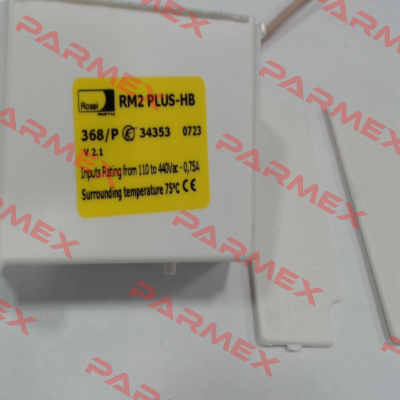 PARMEX
Rossi
RM2 PLUS-HB
368/P 34353 0723
V 2.1
Inputs Rating from 110 to 440Vac - 0,75A
Surrounding temperature 75°C CE
PARMEX
PARMEX
PARMEX
PARMEX
PARMEX